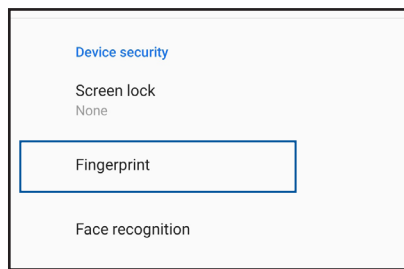 Device security
Screen lock
None
Fingerprint
Face recognition